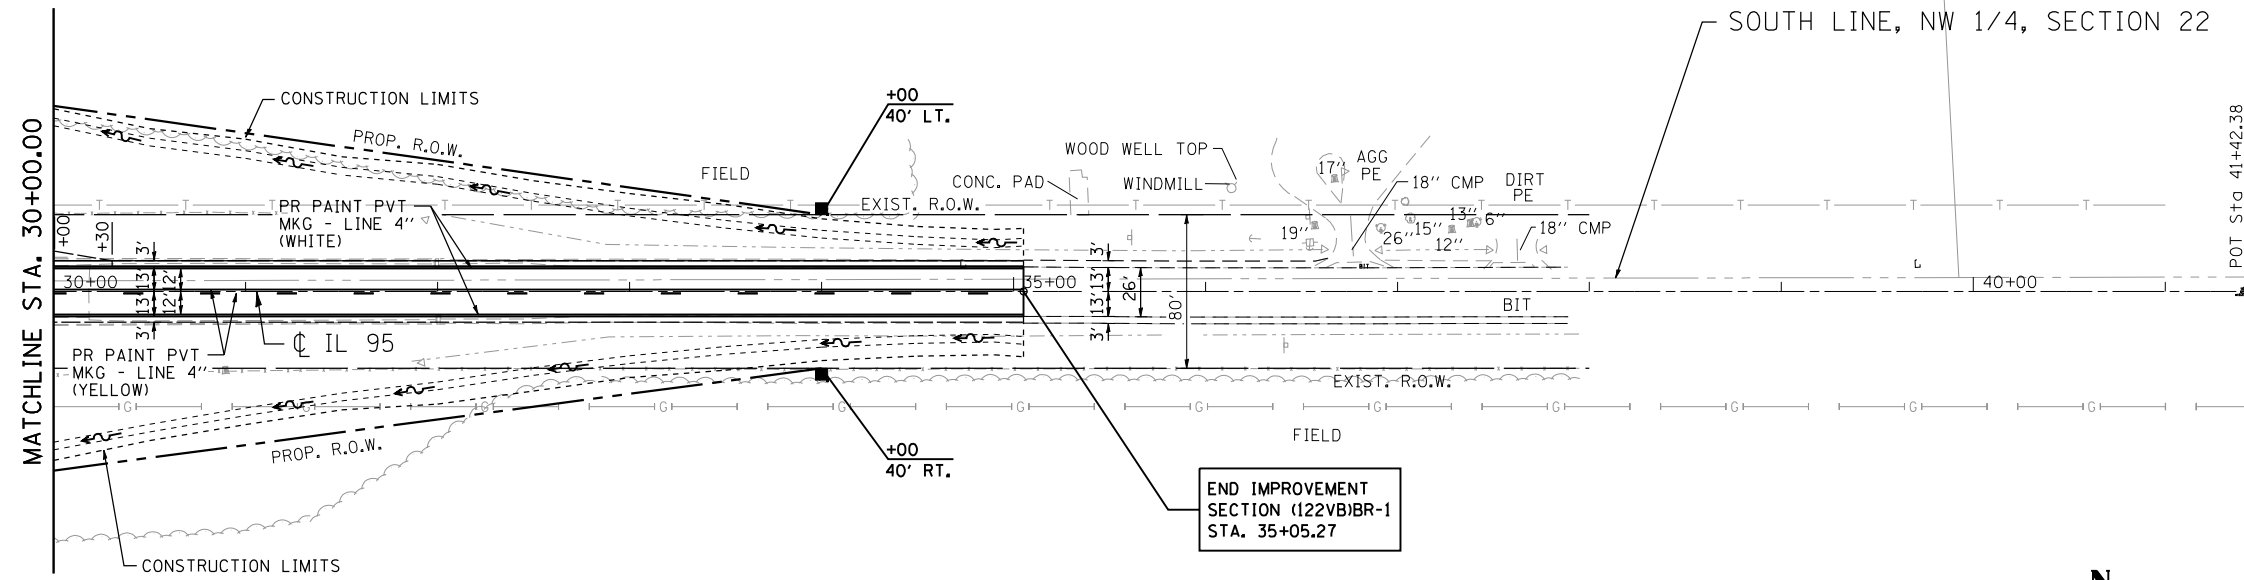 SOUTH LINE, NW 1/4, SECTION 22
MATCHLINE STA. 30+00.00
CONSTRUCTION LIMITS
PROP. R.O.W.
+00
40' LT.
FIELD
WOOD WELL TOP
CONC. PAD
WINDMILL
17"
AGG
PE
18" CMP
DIRT
PE
POT Sta 41+42.38
T T T T T T T T T T T T T T T T T T T T T T T T
EXIST. R.O.W.
PR PAINT PVT
MKG - LINE 4"
(WHITE)
+00
+30
19"
26"
15"
13"
6"
12"
18" CMP
3'
13'
12'
13'
12'
3'
30+00
35+00
40+00
3'
13'
13'
26'
3'
80'
BIT
℄ IL 95
PR PAINT PVT
MKG - LINE 4"
(YELLOW)
EXIST. R.O.W.
G G G G G G G G G G G G
PROP. R.O.W.
+00
40' RT.
FIELD
END IMPROVEMENT
SECTION (122VB)BR-1
STA. 35+05.27
CONSTRUCTION LIMITS
N